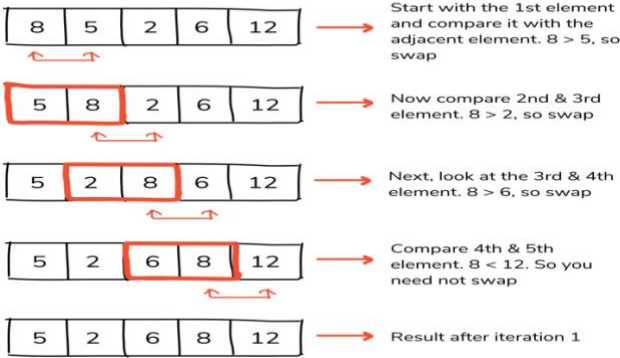 8 5 2 6 12
Start with the 1st element
and compare it with the
adjacent element. 8 > 5, so
swap
5 8 2 6 12
Now compare 2nd & 3rd
element. 8 > 2, so swap
5 2 8 6 12
Next, look at the 3rd & 4th
element. 8 > 6, so swap
5 2 6 8 12
Compare 4th & 5th
element. 8 < 12. So you
need not swap
5 2 6 8 12
Result after iteration 1